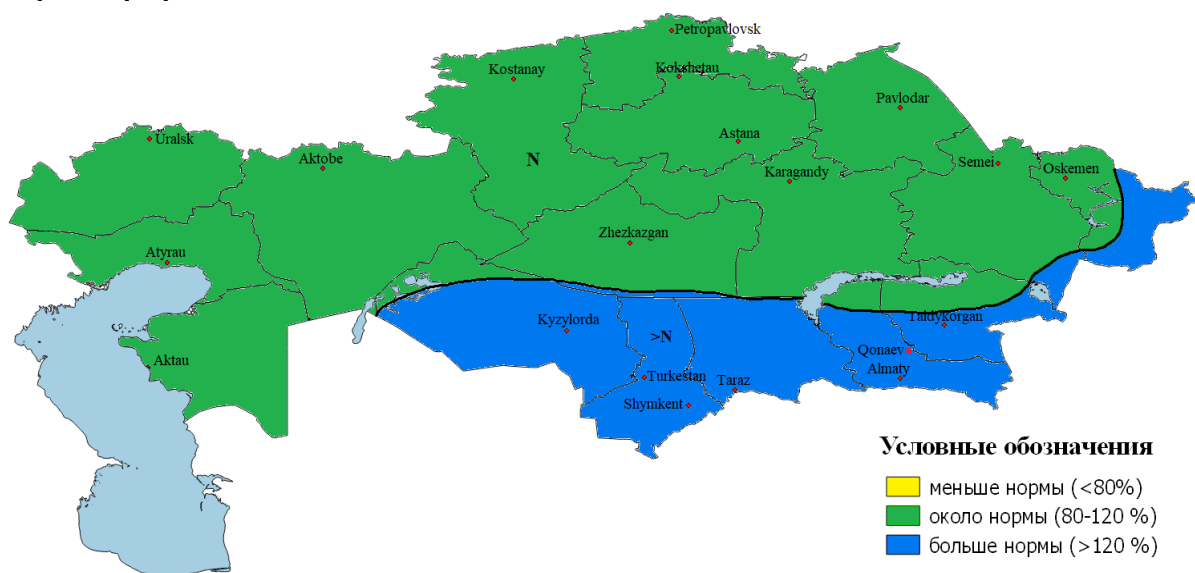 Petropavlovsk
Kostanay
Kokshetau
Pavlodar
Uralsk
Astana
Aktobe
N
Semei
Karagandy
Oskemen
Zhezkazgan
Atyrau
Taldykorgan
Kyzylorda
>N
Qonaev
Aktau
Almaty
Turkestan
Taraz
Shymkent
Условные обозначения
меньше нормы (<80%)
около нормы (80-120 %)
больше нормы (>120 %)